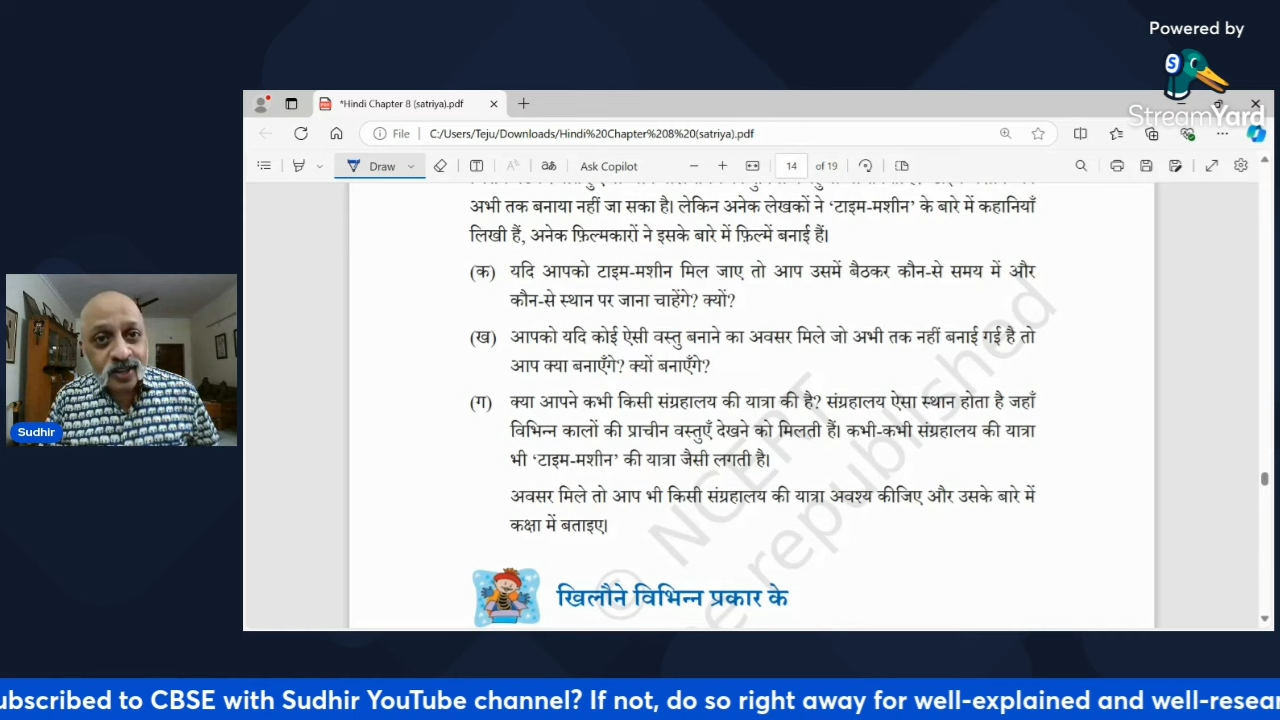 Powered by
S
StreamYard
*Hindi Chapter 8 (satriya).pdf
File C:/Users/Teju/Downloads/Hindi%20Chapter%208%20(satriya).pdf
Draw Ask Copilot 14 of 19
अभी तक बनाया नहीं जा सका है। लेकिन अनेक लेखकों ने ‘टाइम-मशीन’ के बारे में कहानियाँ
लिखी हैं, अनेक फ़िल्मकारों ने इसके बारे में फ़िल्में बनाई हैं।
(क) यदि आपको टाइम-मशीन मिल जाए तो आप उसमें बैठकर कौन-से समय में और
कौन-से स्थान पर जाना चाहेंगे? क्यों?
(ख) आपको यदि कोई ऐसी वस्तु बनाने का अवसर मिले जो अभी तक नहीं बनाई गई है तो
आप क्या बनाएँगे? क्यों बनाएँगे?
(ग) क्या आपने कभी किसी संग्रहालय की यात्रा की है? संग्रहालय ऐसा स्थान होता है जहाँ
विभिन्न कालों की प्राचीन वस्तुएँ देखने को मिलती हैं। कभी-कभी संग्रहालय की यात्रा
भी ‘टाइम-मशीन’ की यात्रा जैसी लगती है।
अवसर मिले तो आप भी किसी संग्रहालय की यात्रा अवश्य कीजिए और उसके बारे में
कक्षा में बताइए।
खिलौने विभिन्न प्रकार के
© NCERT
be republished
Sudhir
ubscribed to CBSE with Sudhir YouTube channel? If not, do so right away for well-explained and well-resea